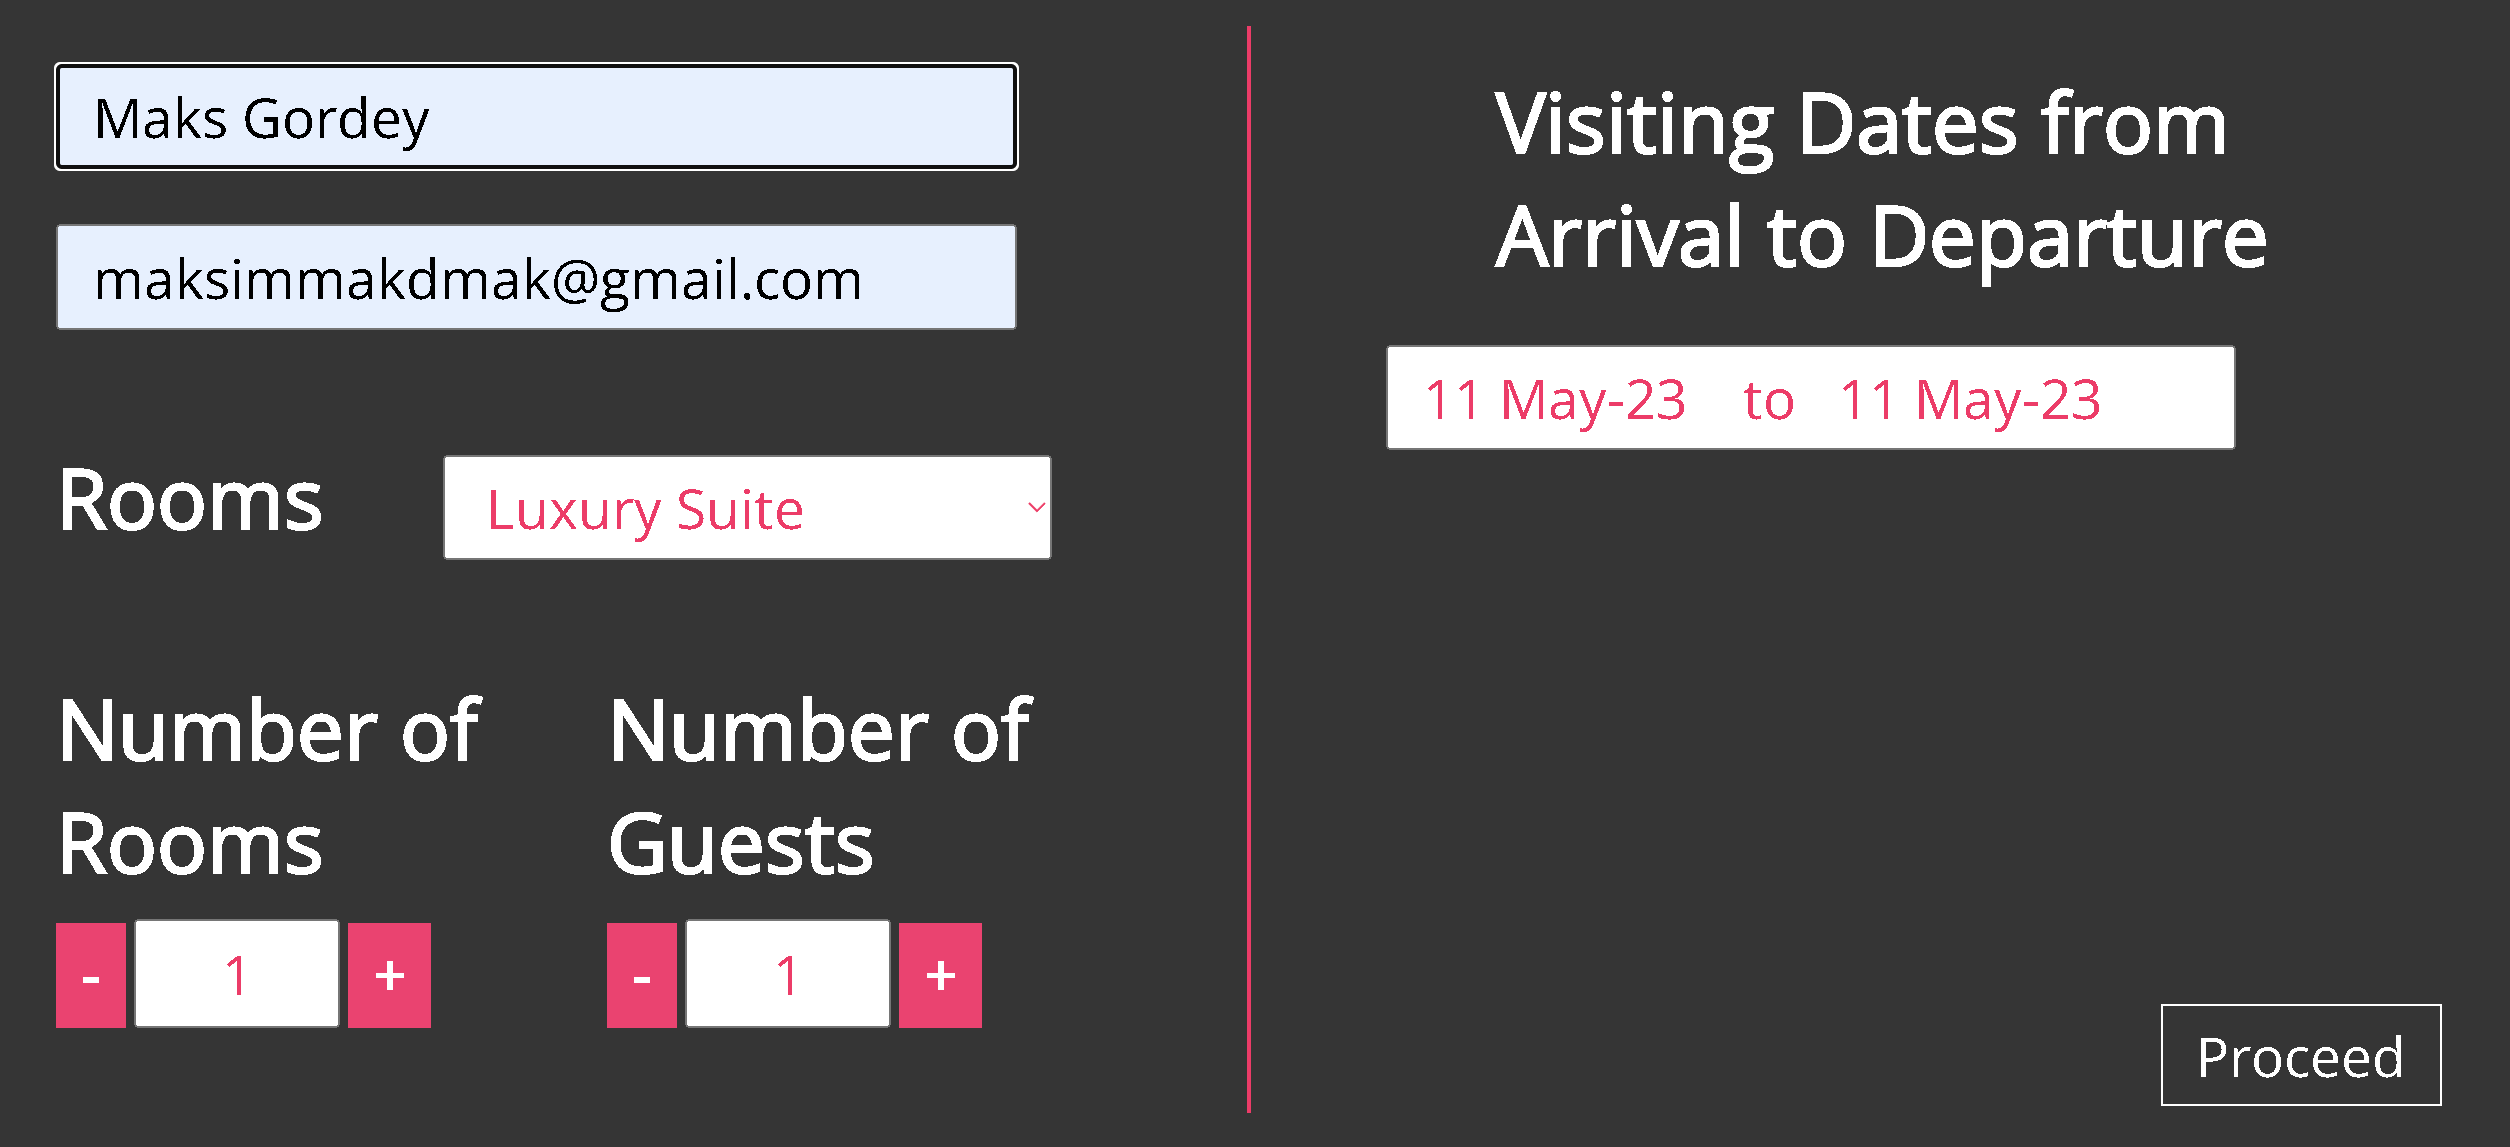 Maks Gordey
maksimmakdmak@gmail.com
Rooms
Luxury Suite
Number of
Rooms
- 1 +
Number of
Guests
- 1 +
Visiting Dates from
Arrival to Departure
11 May-23 to 11 May-23
Proceed